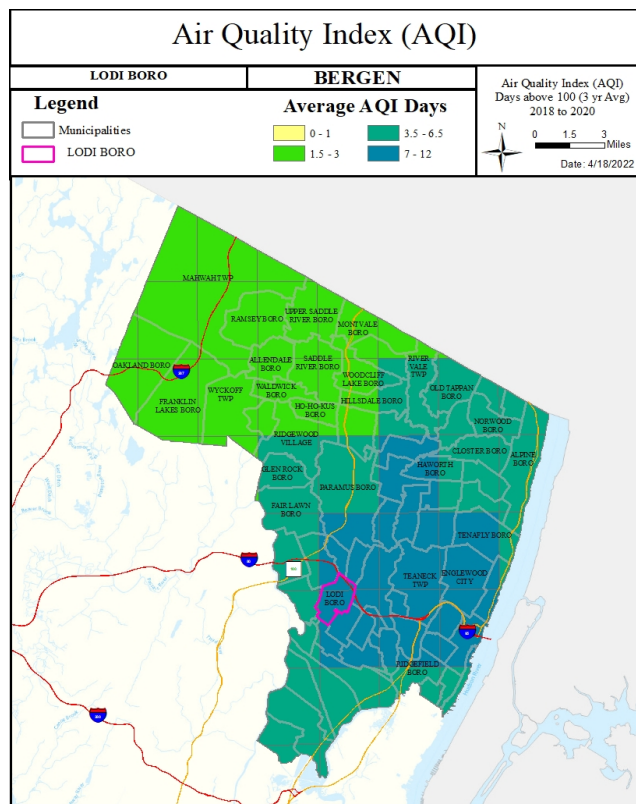 Air Quality Index (AQI)
LODI BORO
BERGEN
Air Quality Index (AQI)
Days above 100 (3 yr Avg)
2018 to 2020
N
0 1.5 3
Miles
Date: 4/18/2022
Legend
Municipalities
LODI BORO
Average AQI Days
0 - 1
1.5 - 3
3.5 - 6.5
7 - 12
MAHWAH TWP
RAMSEY BORO
UPPER SADDLE
RIVER BORO
MONTVALE
BORO
OAKLAND BORO
287
ALLENDALE
BORO
SADDLE
RIVER BORO
RIVER
VALE
TWP
WOODCLIFF
LAKE BORO
OLD TAPPAN
BORO
FRANKLIN
LAKES BORO
WYCKOFF
TWP
WALDWICK
BORO
HO-HO-KUS
BORO
HILLSDALE BORO
NORWOOD
BORO
RIDGEWOOD
VILLAGE
CLOSTER BORO
ALPINE
BORO
GLEN ROCK
BORO
HAWORTH
BORO
PARAMUS BORO
FAIR LAWN
BORO
TENAFLY BORO
80
TEANECK
TWP
ENGLEWOOD
CITY
LODI
BORO
RIDGEFIELD
BORO